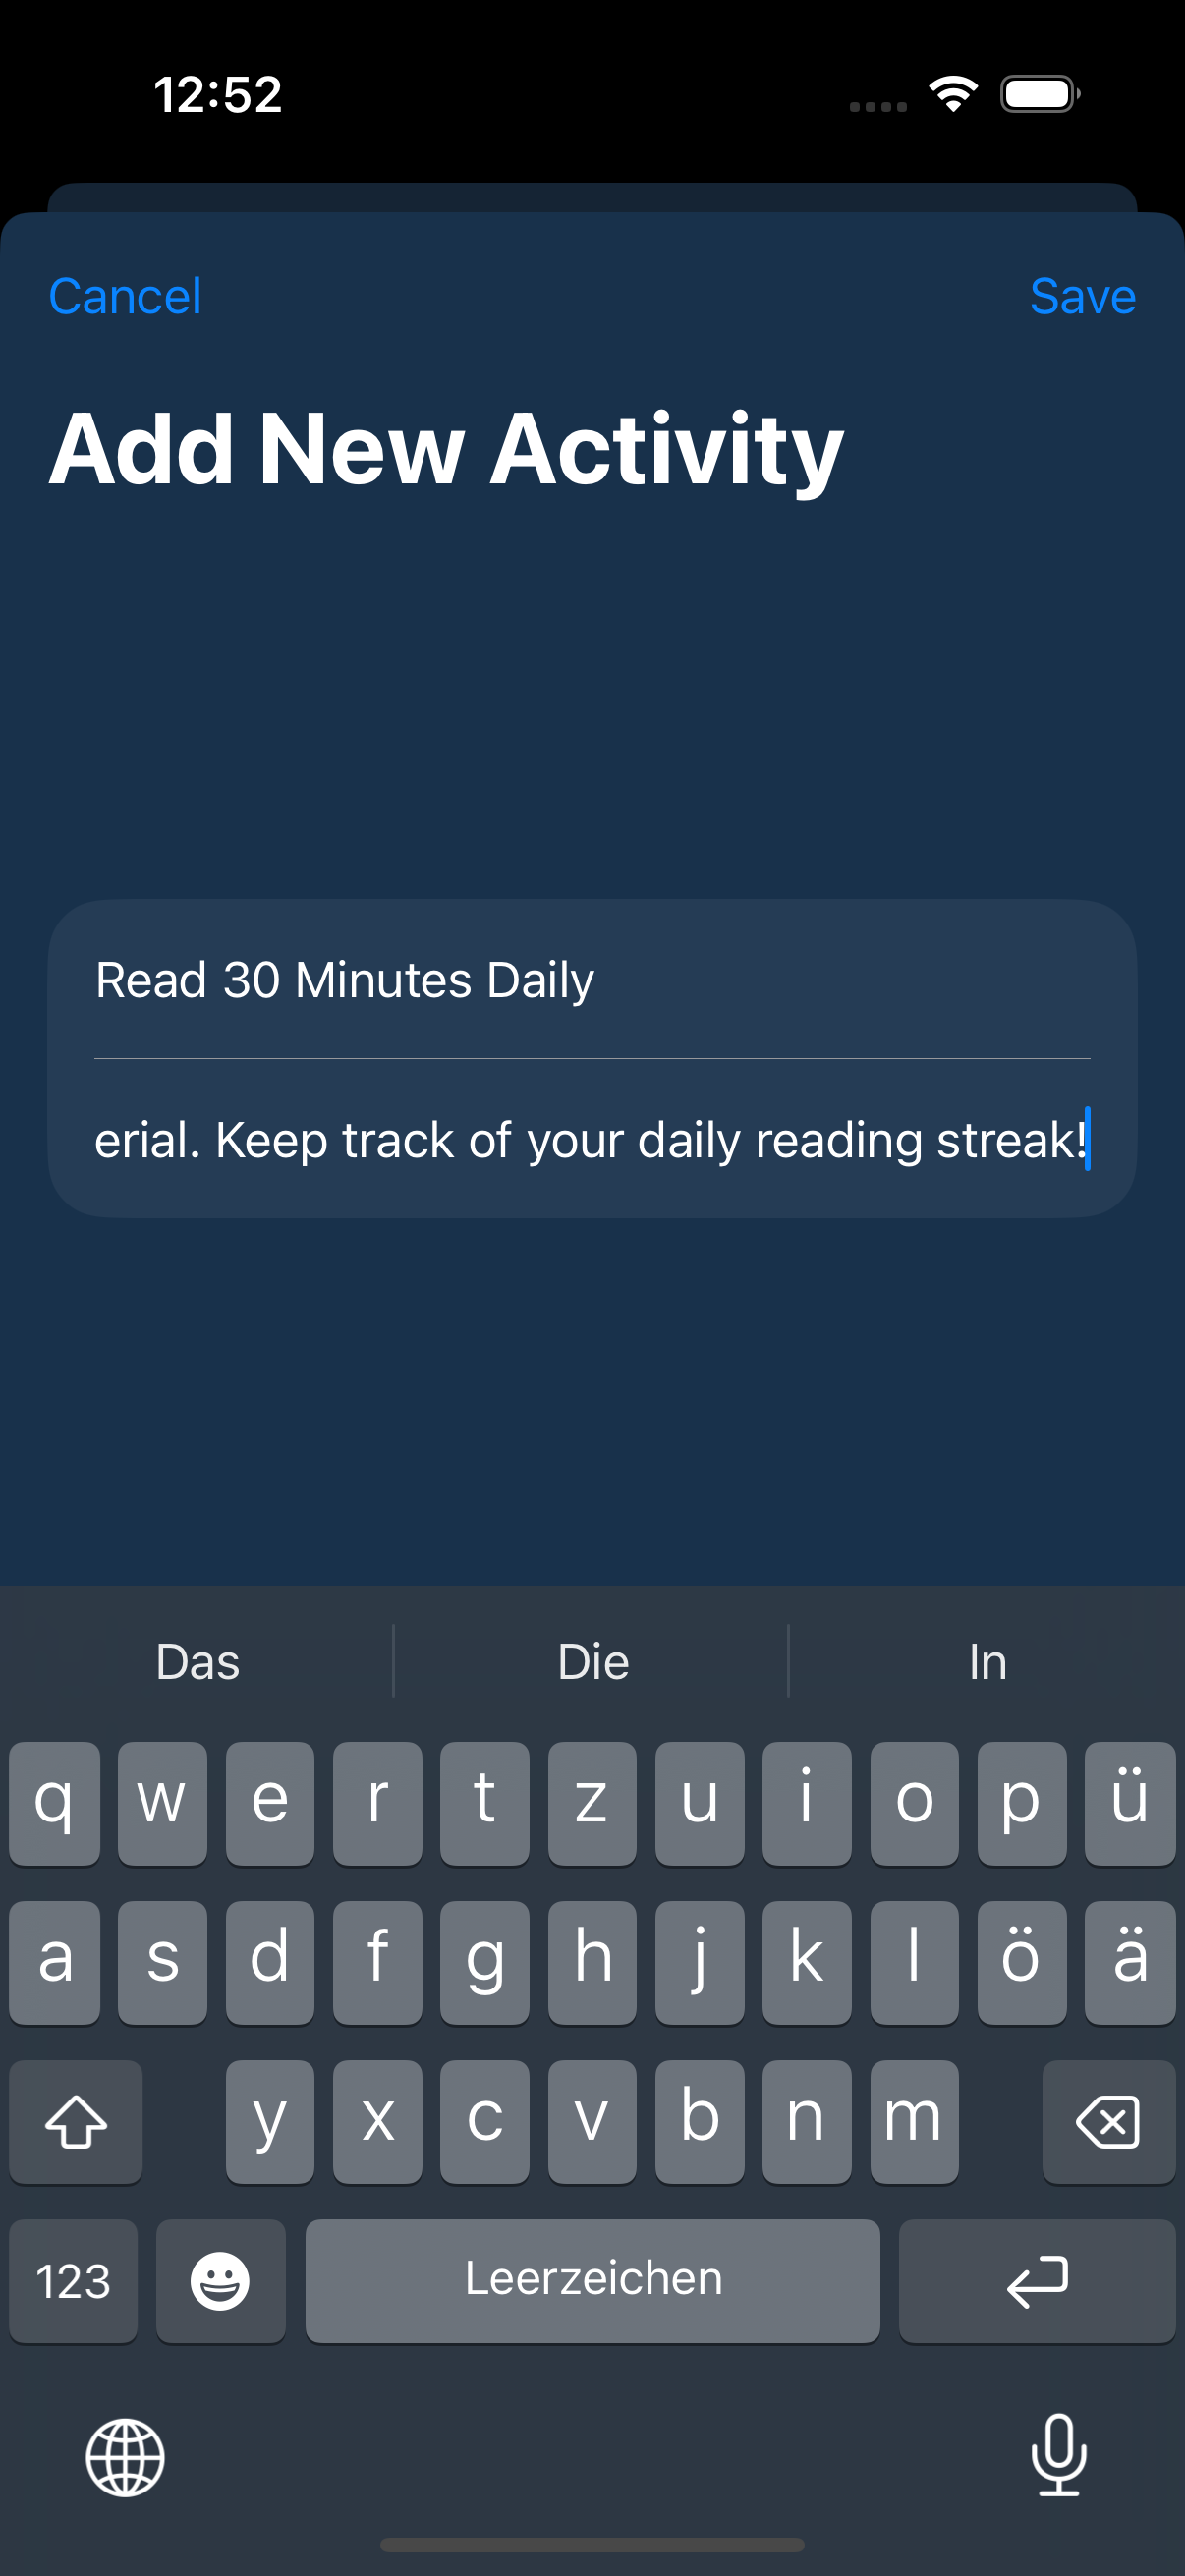 12:52
Cancel Save
Add New Activity
Read 30 Minutes Daily
erial. Keep track of your daily reading streak!
Das Die In
q w e r t z u i o p ü
a s d f g h j k l ö ä
y x c v b n m
123 Leerzeichen